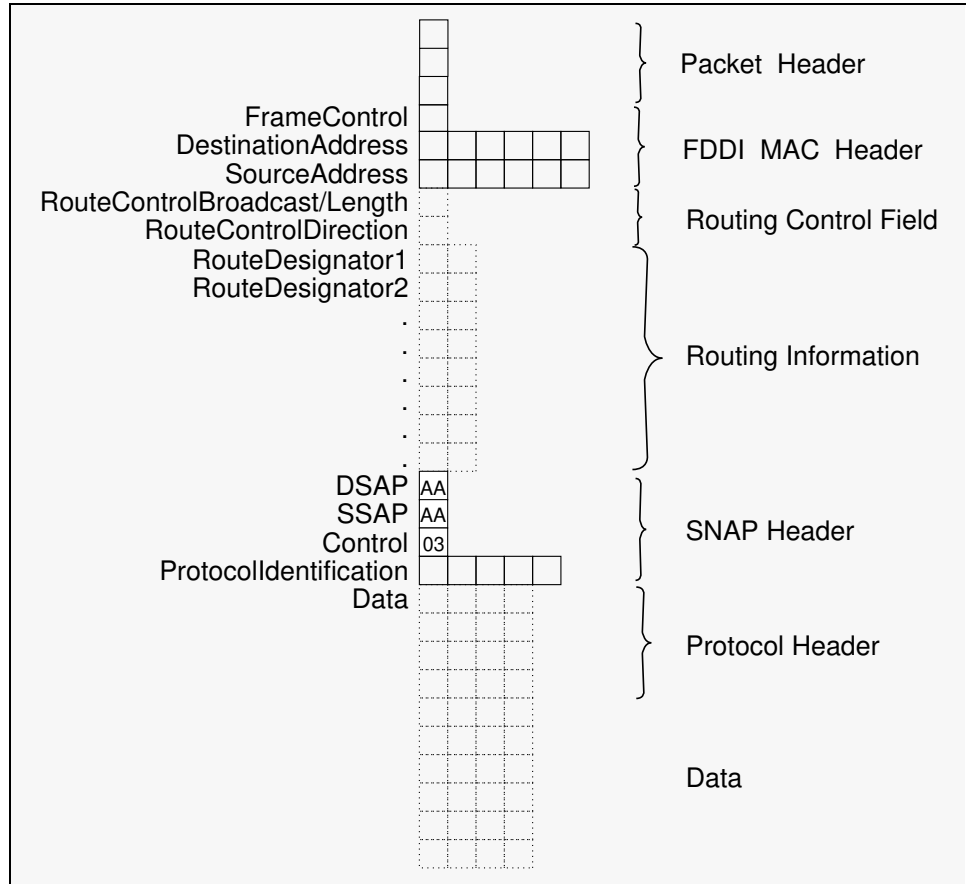 Packet Header
FrameControl
DestinationAddress
FDDI MAC Header
SourceAddress
RouteControlBroadcast/Length
Routing Control Field
RouteControlDirection
RouteDesignator1
RouteDesignator2
.
.
Routing Information
.
.
.
.
DSAP AA
SSAP AA
SNAP Header
Control 03
ProtocolIdentification
Data
Protocol Header
Data